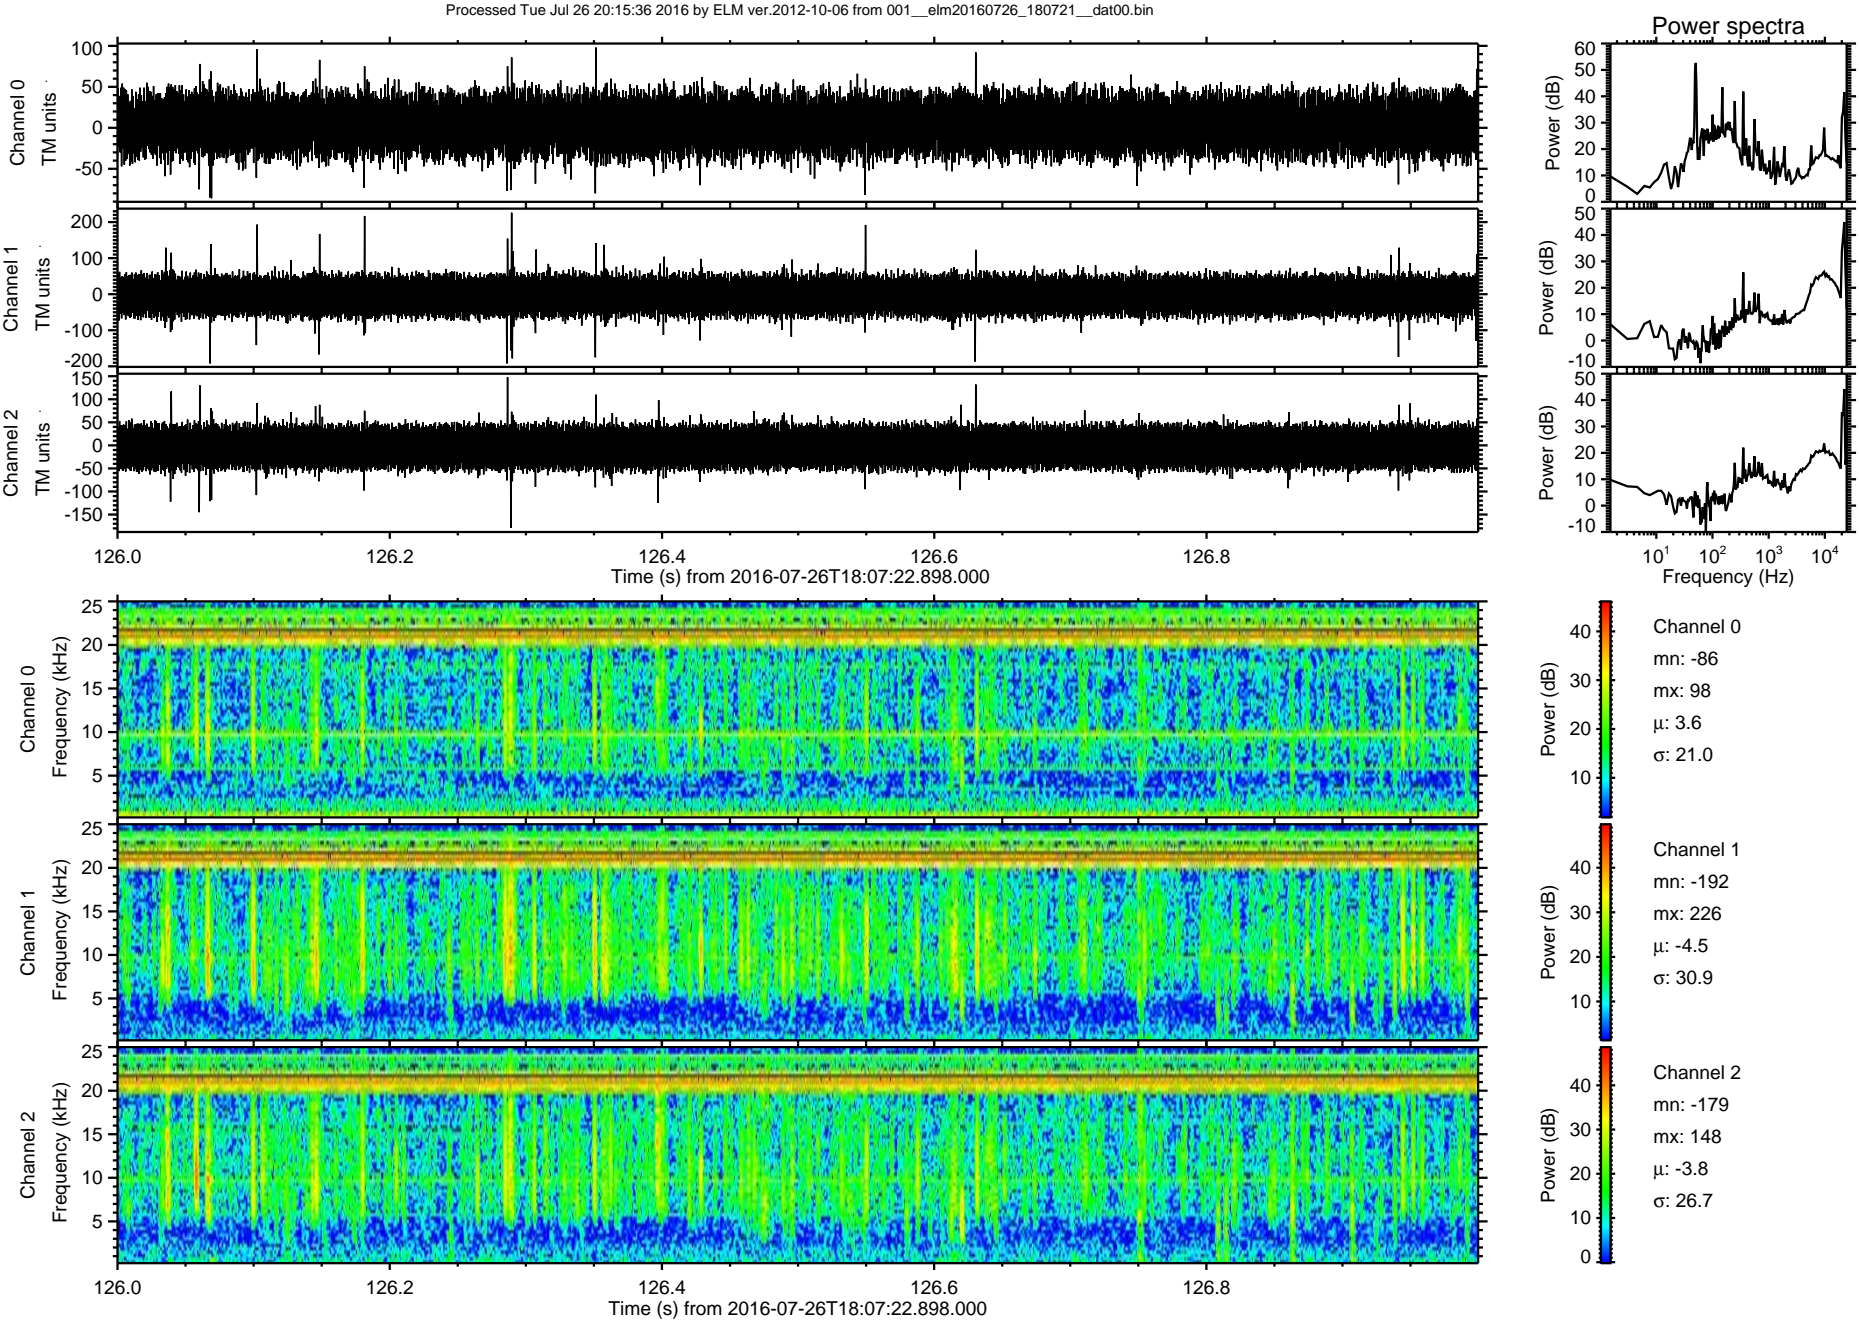 Processed Tue Jul 26 20:15:36 2016 by ELM ver.2012-10-06 from 001__elm20160726_180721__dat00.bin
Power spectra
Channel 0
TM units
100
50
0
-50
Power (dB)
60
50
40
30
20
10
0
Channel 1
TM units
200
100
0
-100
-200
Power (dB)
50
40
30
20
10
0
-10
Channel 2
TM units
150
100
50
0
-50
-100
-150
Power (dB)
50
40
30
20
10
0
-10
126.0 126.2 126.4 126.6 126.8
Time (s) from 2016-07-26T18:07:22.898.000
10¹ 10² 10³ 10⁴
Frequency (Hz)
Channel 0
Frequency (kHz)
25
20
15
10
5
Power (dB)
40
30
20
10
Channel 0
mn: -86
mx: 98
μ: 3.6
σ: 21.0
Channel 1
Frequency (kHz)
25
20
15
10
5
Power (dB)
40
30
20
10
Channel 1
mn: -192
mx: 226
μ: -4.5
σ: 30.9
Channel 2
Frequency (kHz)
25
20
15
10
5
Power (dB)
40
30
20
10
0
Channel 2
mn: -179
mx: 148
μ: -3.8
σ: 26.7
126.0 126.2 126.4 126.6 126.8
Time (s) from 2016-07-26T18:07:22.898.000